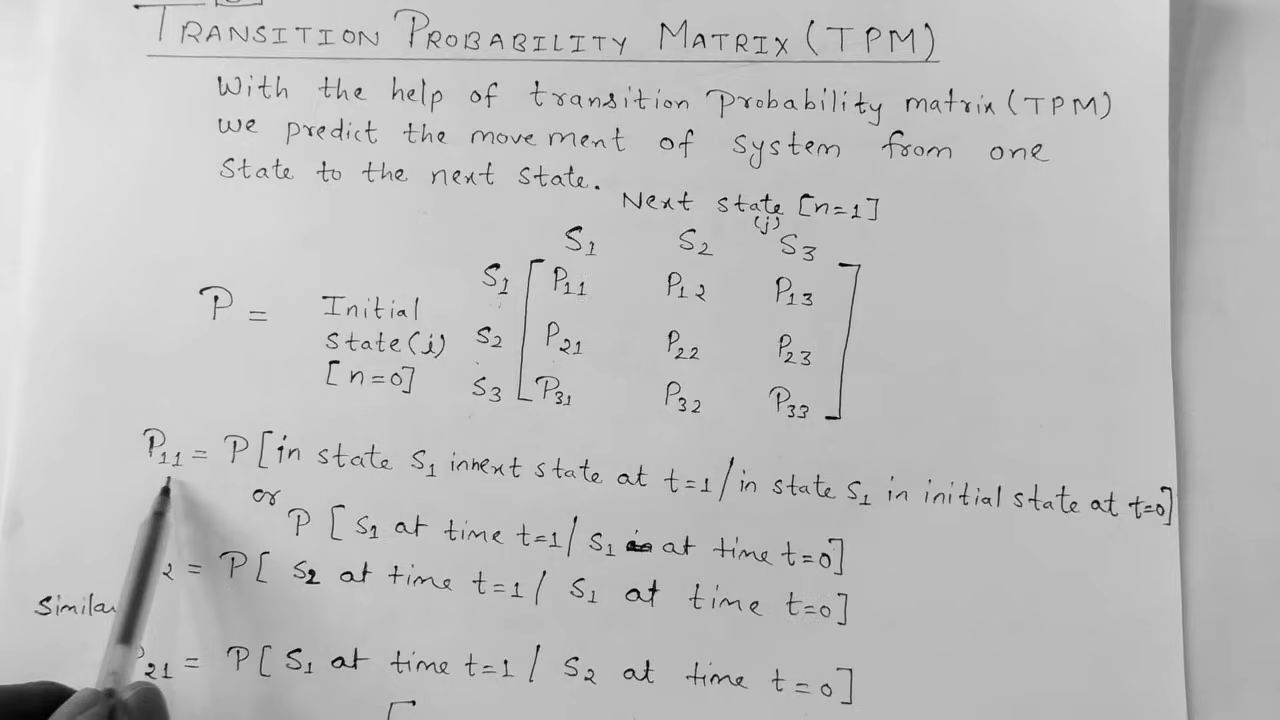 TRANSITION PROBABILITY MATRIX (TPM)
With the help of transition probability matrix (TPM)
we predict the movement of system from one
State to the next state.
Next state [n=1]
(j)
S1 S2 S3
P = Initial state(i) [n=0]
S1 [ P11 P12 P13 ]
S2 [ P21 P22 P23 ]
S3 [ P31 P32 P33 ]
P11 = P[in state S1 in next state at t=1/in state S1 in initial state at t=0]
or
P [S1 at time t=1/ S1 at time t=0]
2 = P[ S2 at time t=1/ S1 at time t=0]
21 = P[S1 at time t=1/ S2 at time t=0]